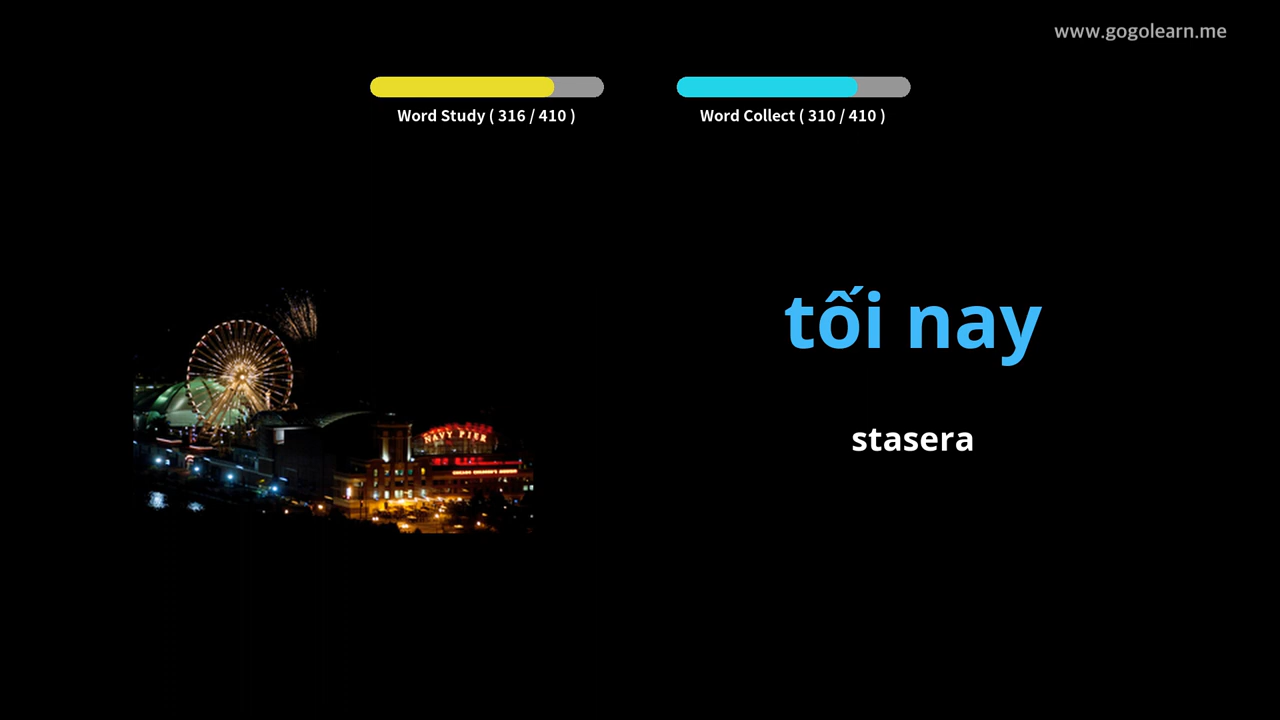 www.gogolearn.me
Word Study ( 316 / 410 )
Word Collect ( 310 / 410 )
tối nay
stasera
NAVY PIER